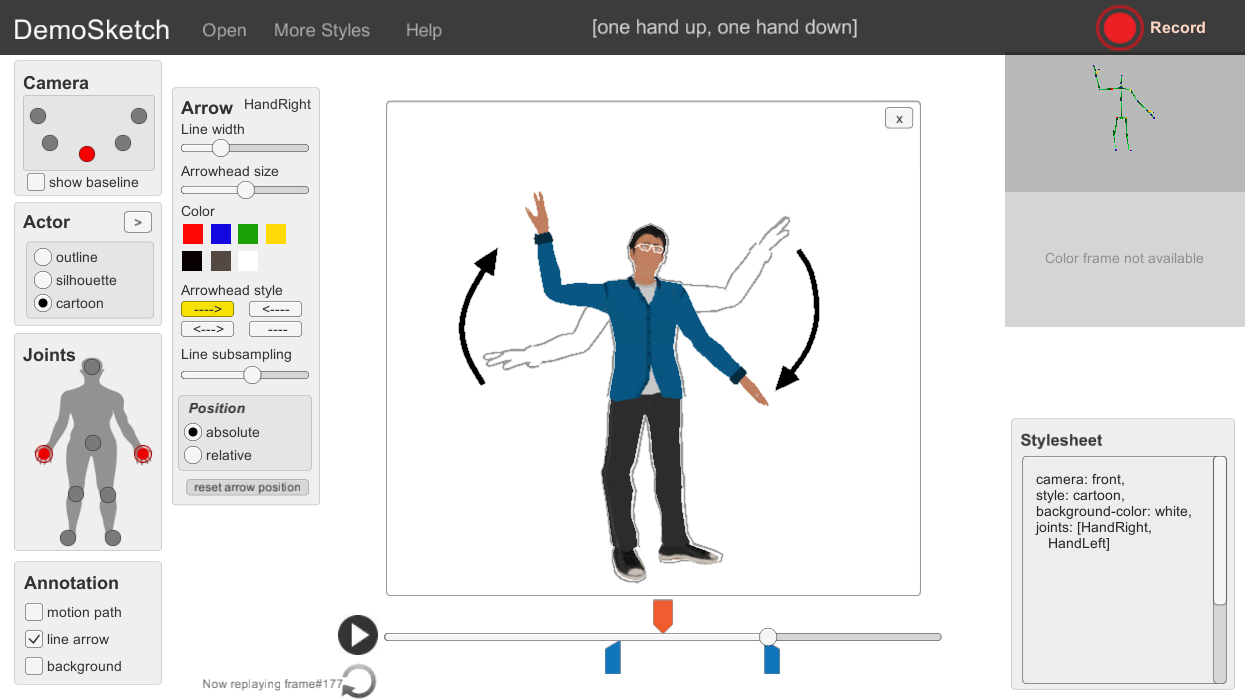 DemoSketch
Open
More Styles
Help
[one hand up, one hand down]
Record
Camera
show baseline
Actor
>
outline
silhouette
cartoon
Joints
Annotation
motion path
line arrow
background
Arrow HandRight
Line width
Arrowhead size
Color
Arrowhead style
----> <----
<---> ----
Line subsampling
Position
absolute
relative
reset arrow position
x
Now replaying frame#177
Color frame not available
Stylesheet
camera: front,
style: cartoon,
background-color: white,
joints: [HandRight,
HandLeft]